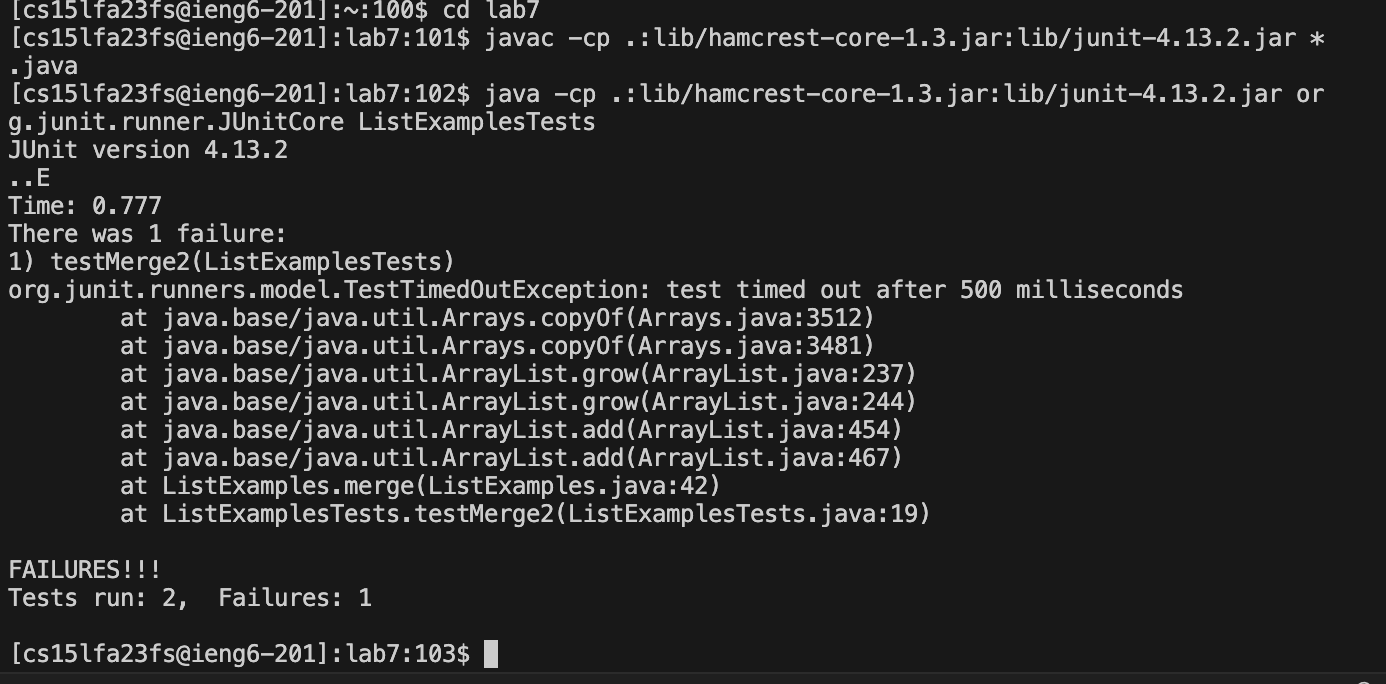 [cs15lfa23fs@ieng6-201]:~:100$ cd lab7
[cs15lfa23fs@ieng6-201]:lab7:101$ javac -cp .:lib/hamcrest-core-1.3.jar:lib/junit-4.13.2.jar *
.java
[cs15lfa23fs@ieng6-201]:lab7:102$ java -cp .:lib/hamcrest-core-1.3.jar:lib/junit-4.13.2.jar or
g.junit.runner.JUnitCore ListExamplesTests
JUnit version 4.13.2
..E
Time: 0.777
There was 1 failure:
1) testMerge2(ListExamplesTests)
org.junit.runners.model.TestTimedOutException: test timed out after 500 milliseconds
        at java.base/java.util.Arrays.copyOf(Arrays.java:3512)
        at java.base/java.util.Arrays.copyOf(Arrays.java:3481)
        at java.base/java.util.ArrayList.grow(ArrayList.java:237)
        at java.base/java.util.ArrayList.grow(ArrayList.java:244)
        at java.base/java.util.ArrayList.add(ArrayList.java:454)
        at java.base/java.util.ArrayList.add(ArrayList.java:467)
        at ListExamples.merge(ListExamples.java:42)
        at ListExamplesTests.testMerge2(ListExamplesTests.java:19)

FAILURES!!!
Tests run: 2,  Failures: 1

[cs15lfa23fs@ieng6-201]:lab7:103$